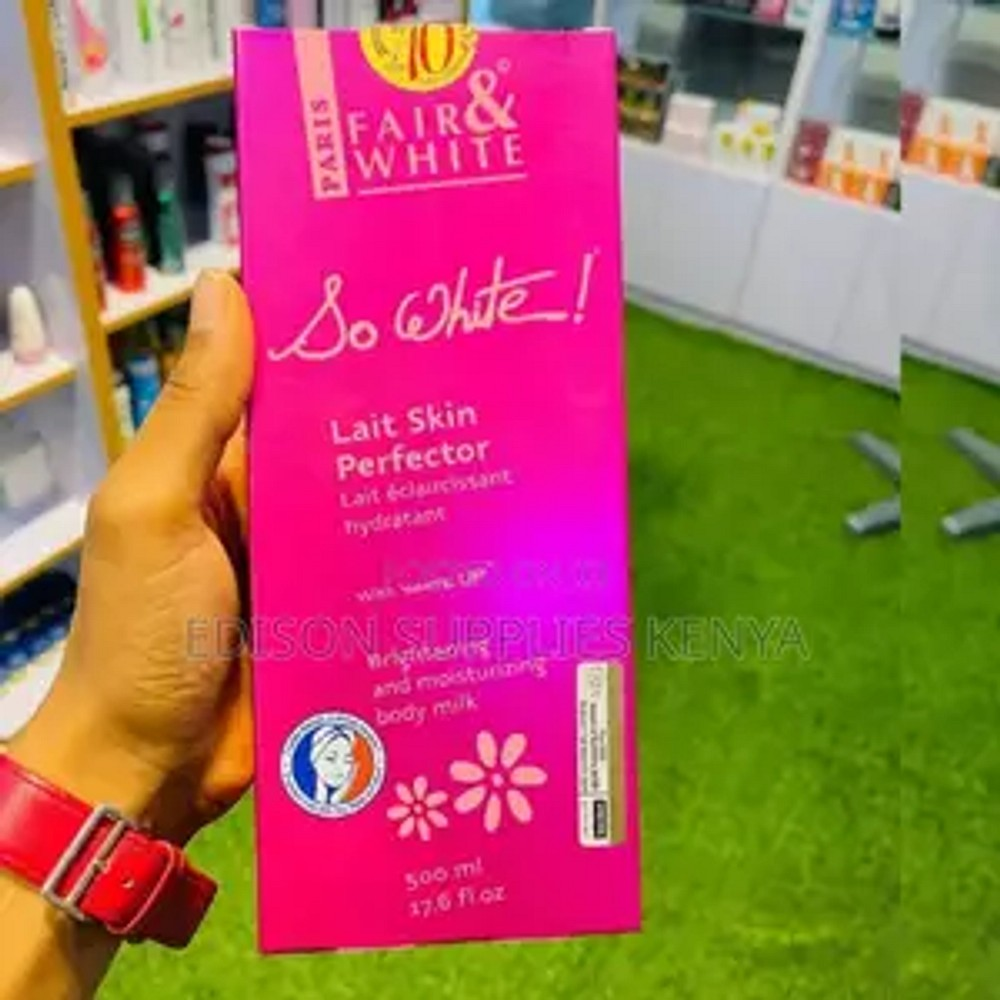 10
PARIS
FAIR &
WHITE
So White!
Lait Skin
Perfector
Lait éclaircissant
hydratant
EDISON SUPPLIES KENYA
Brightening
and moisturizing
body milk
500 ml
17,6 fl oz